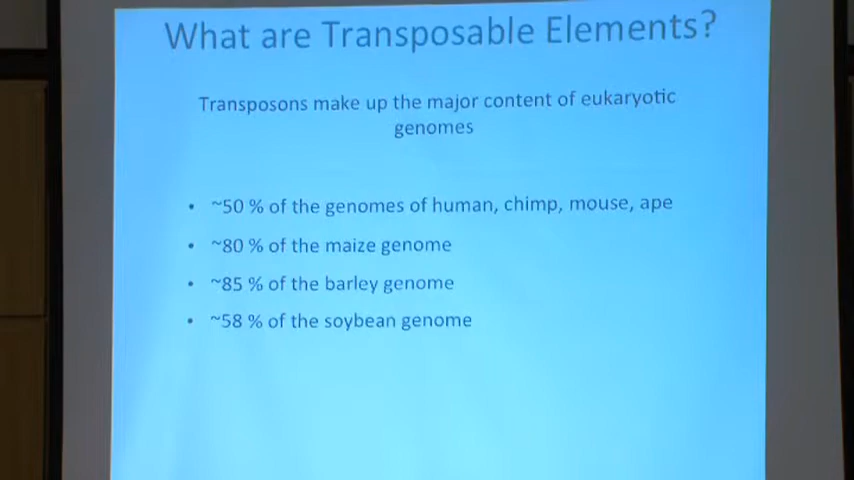 What are Transposable Elements?
Transposons make up the major content of eukaryotic
genomes
• ~50 % of the genomes of human, chimp, mouse, ape
• ~80 % of the maize genome
• ~85 % of the barley genome
• ~58 % of the soybean genome